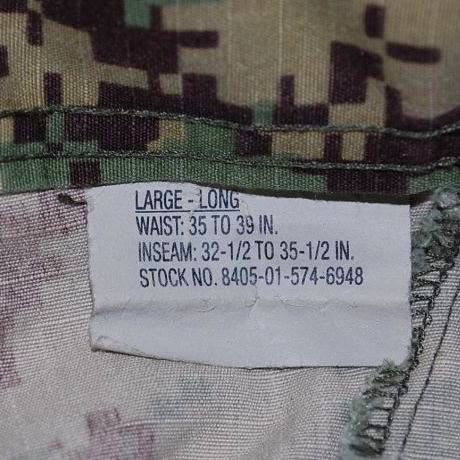 LARGE - LONG
WAIST: 35 TO 39 IN.
INSEAM: 32-1/2 TO 35-1/2 IN.
STOCK NO. 8405-01-574-6948